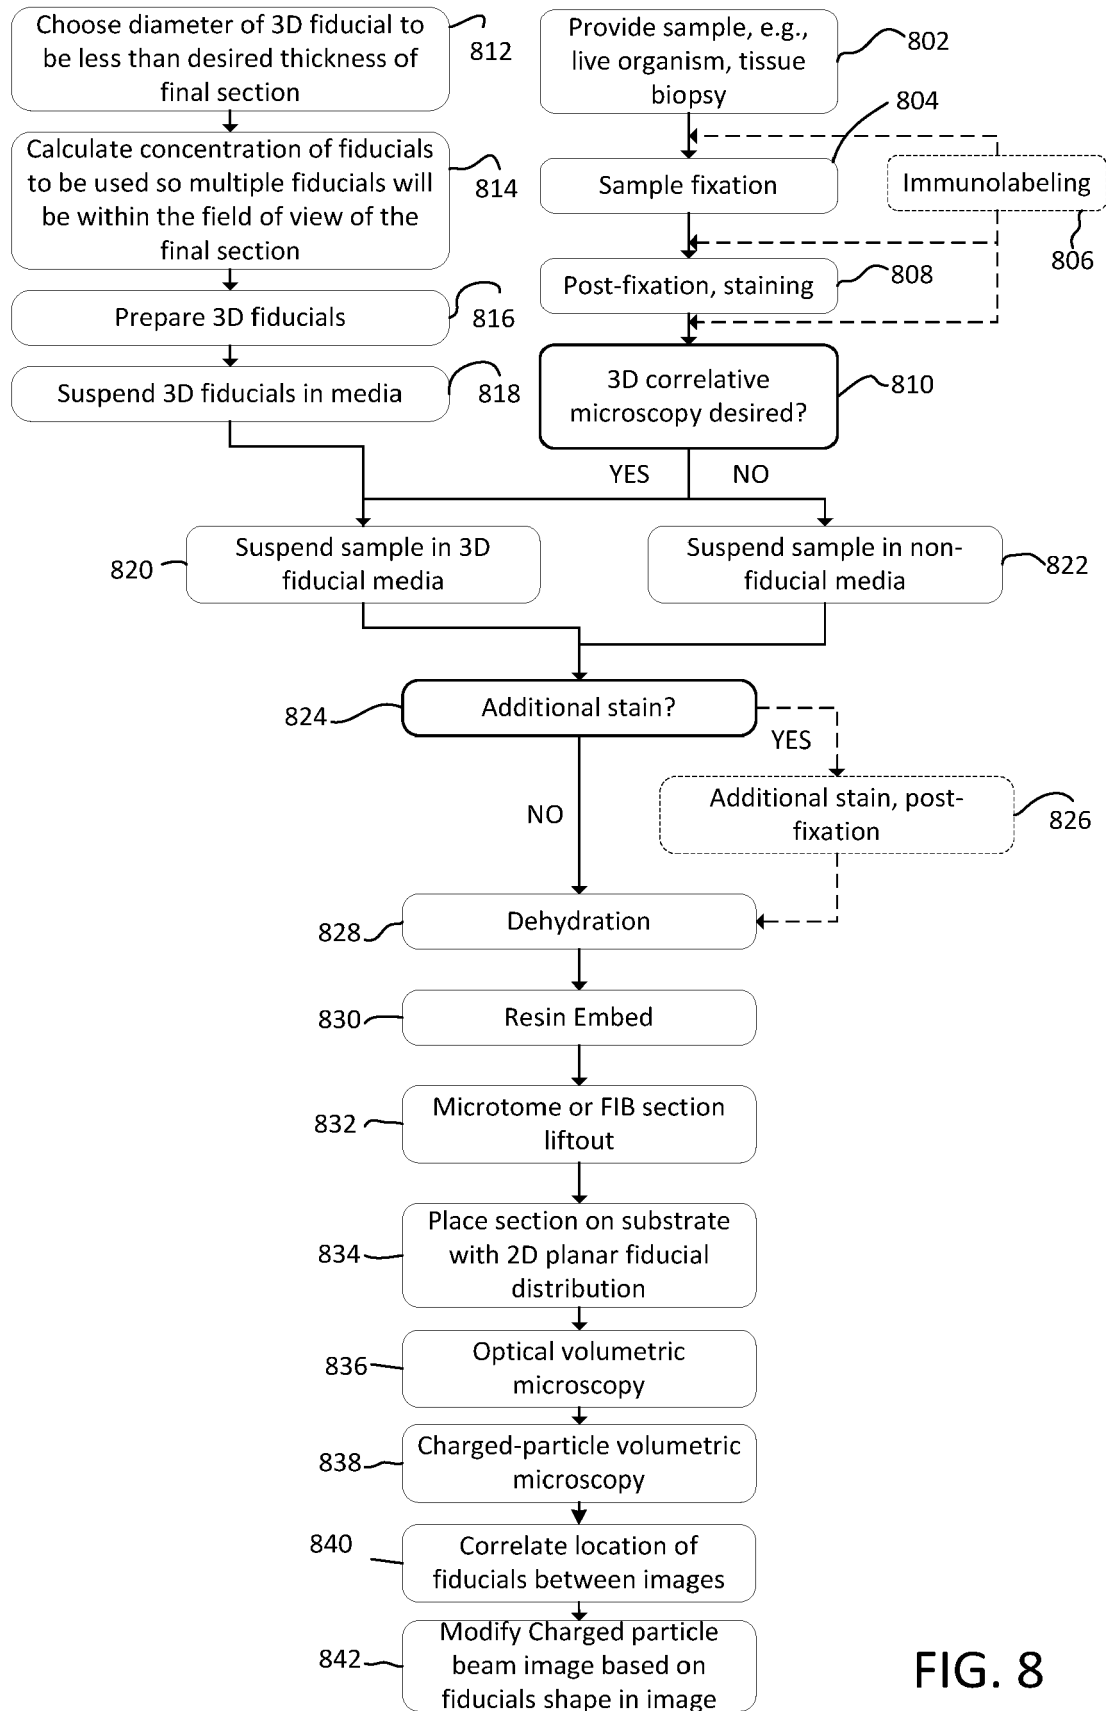 Choose diameter of 3D fiducial to
be less than desired thickness of
final section
812
Provide sample, e.g.,
live organism, tissue
biopsy
802
804
Calculate concentration of fiducials
to be used so multiple fiducials will
be within the field of view of the
final section
814
Sample fixation
Immunolabeling
806
Prepare 3D fiducials
816
Post-fixation, staining
808
Suspend 3D fiducials in media
818
3D correlative
microscopy desired?
810
YES
NO
820
Suspend sample in 3D
fiducial media
Suspend sample in non-
fiducial media
822
824
Additional stain?
YES
NO
Additional stain, post-
fixation
826
828
Dehydration
830
Resin Embed
832
Microtome or FIB section
liftout
834
Place section on substrate
with 2D planar fiducial
distribution
836
Optical volumetric
microscopy
838
Charged-particle volumetric
microscopy
840
Correlate location of
fiducials between images
842
Modify Charged particle
beam image based on
fiducials shape in image
FIG. 8